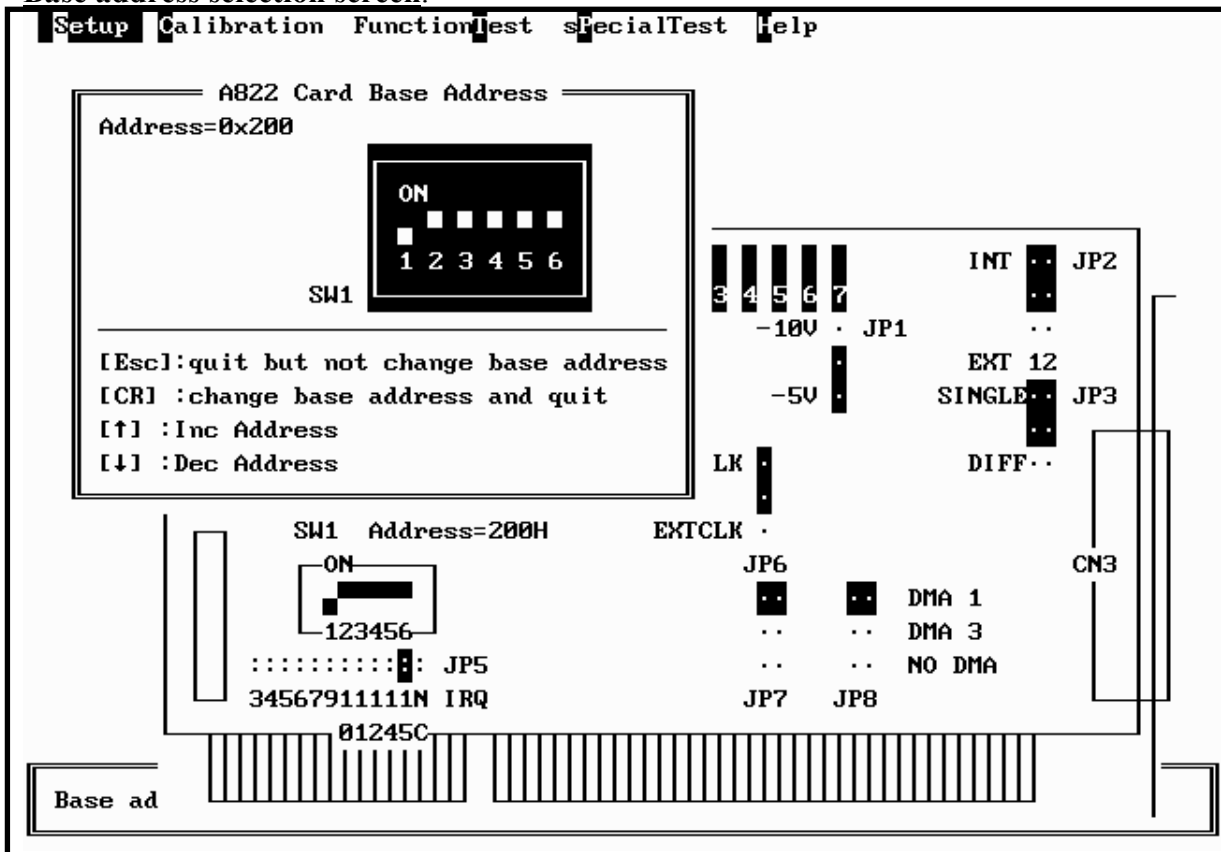 Base address selection screen:
Setup Calibration FunctionTest sPecialTest Help
A822 Card Base Address
Address=0x200
ON
1 2 3 4 5 6
SW1
[Esc]:quit but not change base address
[CR] :change base address and quit
[↑] :Inc Address
[↓] :Dec Address
3 4 5 6 7
INT JP2
-10V JP1
EXT 12
-5V
SINGLE JP3
LK
DIFF
SW1 Address=200H
EXTCLK
ON
JP6
CN3
DMA 1
123456
DMA 3
JP5
NO DMA
34567911111N IRQ
JP7 JP8
01245C
Base ad